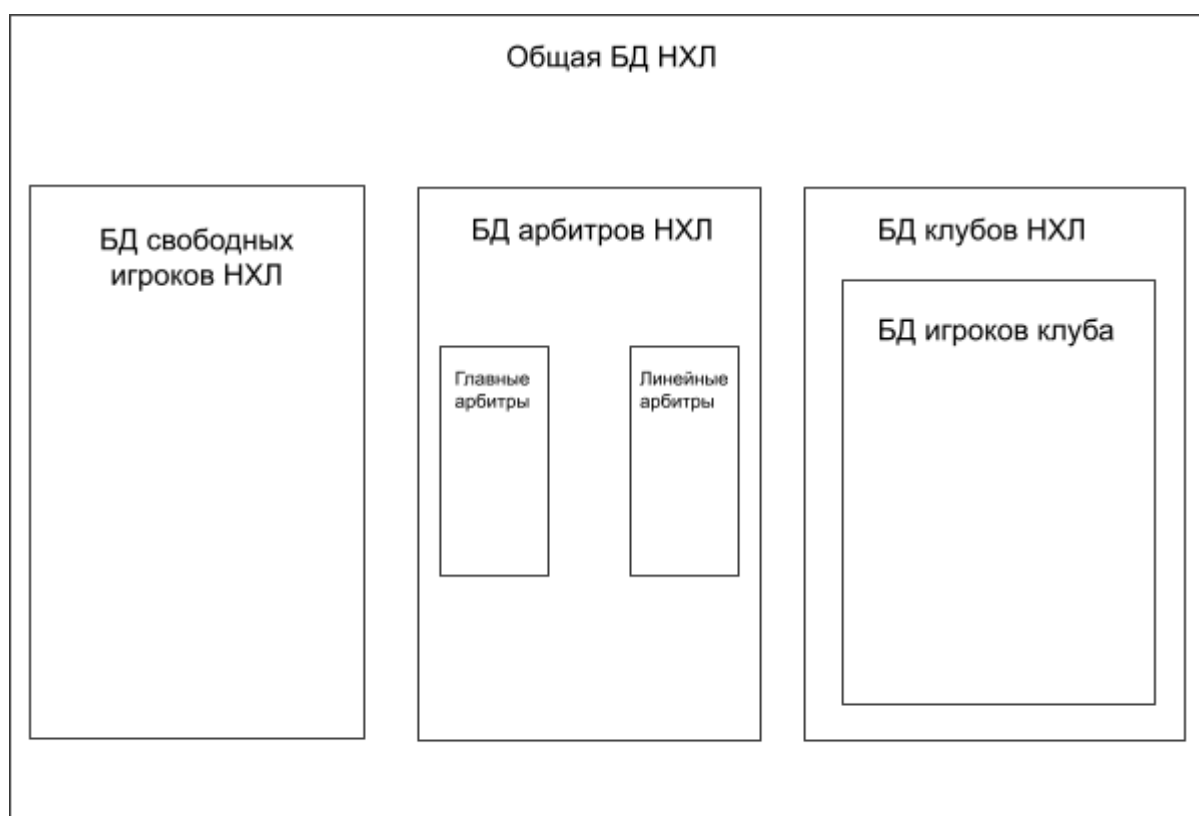 Общая БД НХЛ
БД свободных
игроков НХЛ
БД арбитров НХЛ
Главные
арбитры
Линейные
арбитры
БД клубов НХЛ
БД игроков клуба